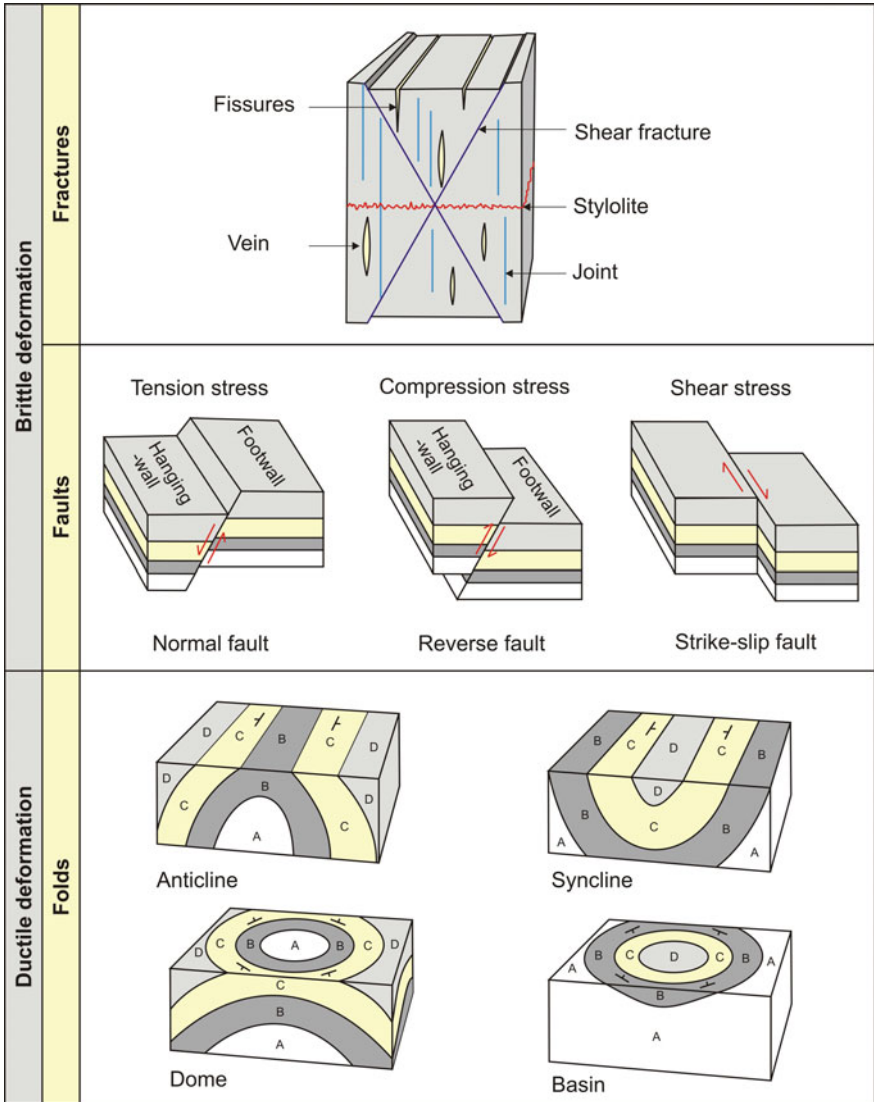 Brittle deformation
Fractures
Fissures
Shear fracture
Stylolite
Vein
Joint
Faults
Tension stress
Compression stress
Shear stress
Hanging
-wall
Footwall
Hanging
-wall
Footwall
Normal fault
Reverse fault
Strike-slip fault
Ductile deformation
Folds
D
C
B
C
D
D
C
B
A
C
D
Anticline
B
C
D
C
B
D
C
B
B
A
A
Syncline
D
C
B
A
B
C
D
C
B
A
Dome
A
B
C
D
C
B
A
B
A
Basin